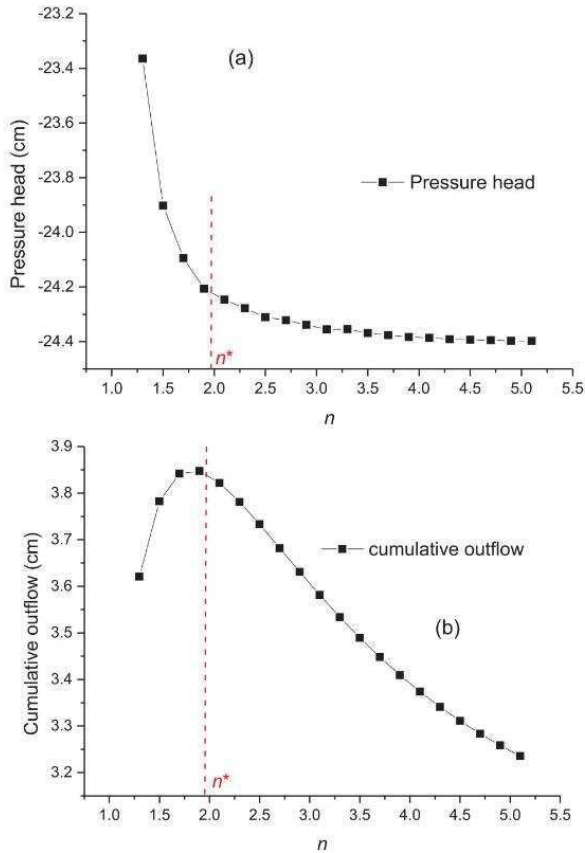 (a)
Pressure head (cm)
-23.2
-23.4
-23.6
-23.8
-24.0
-24.2
-24.4
Pressure head
n*
1.0 1.5 2.0 2.5 3.0 3.5 4.0 4.5 5.0 5.5
n
Cumulative outflow (cm)
3.9
3.8
3.7
3.6
3.5
3.4
3.3
3.2
cumulative outflow
(b)
n*
1.0 1.5 2.0 2.5 3.0 3.5 4.0 4.5 5.0 5.5
n